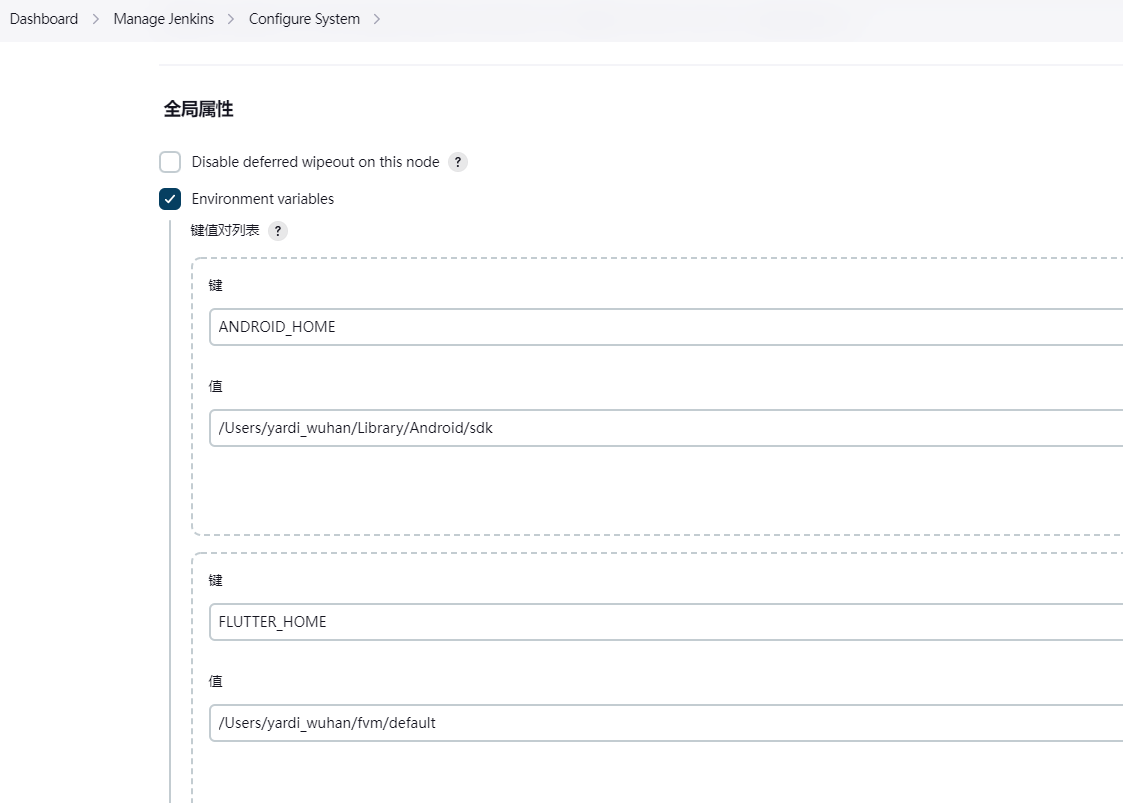 Dashboard > Manage Jenkins > Configure System >
全局属性
Disable deferred wipeout on this node ?
Environment variables
键值对列表 ?
键
ANDROID_HOME
值
/Users/yardi_wuhan/Library/Android/sdk
键
FLUTTER_HOME
值
/Users/yardi_wuhan/fvm/default